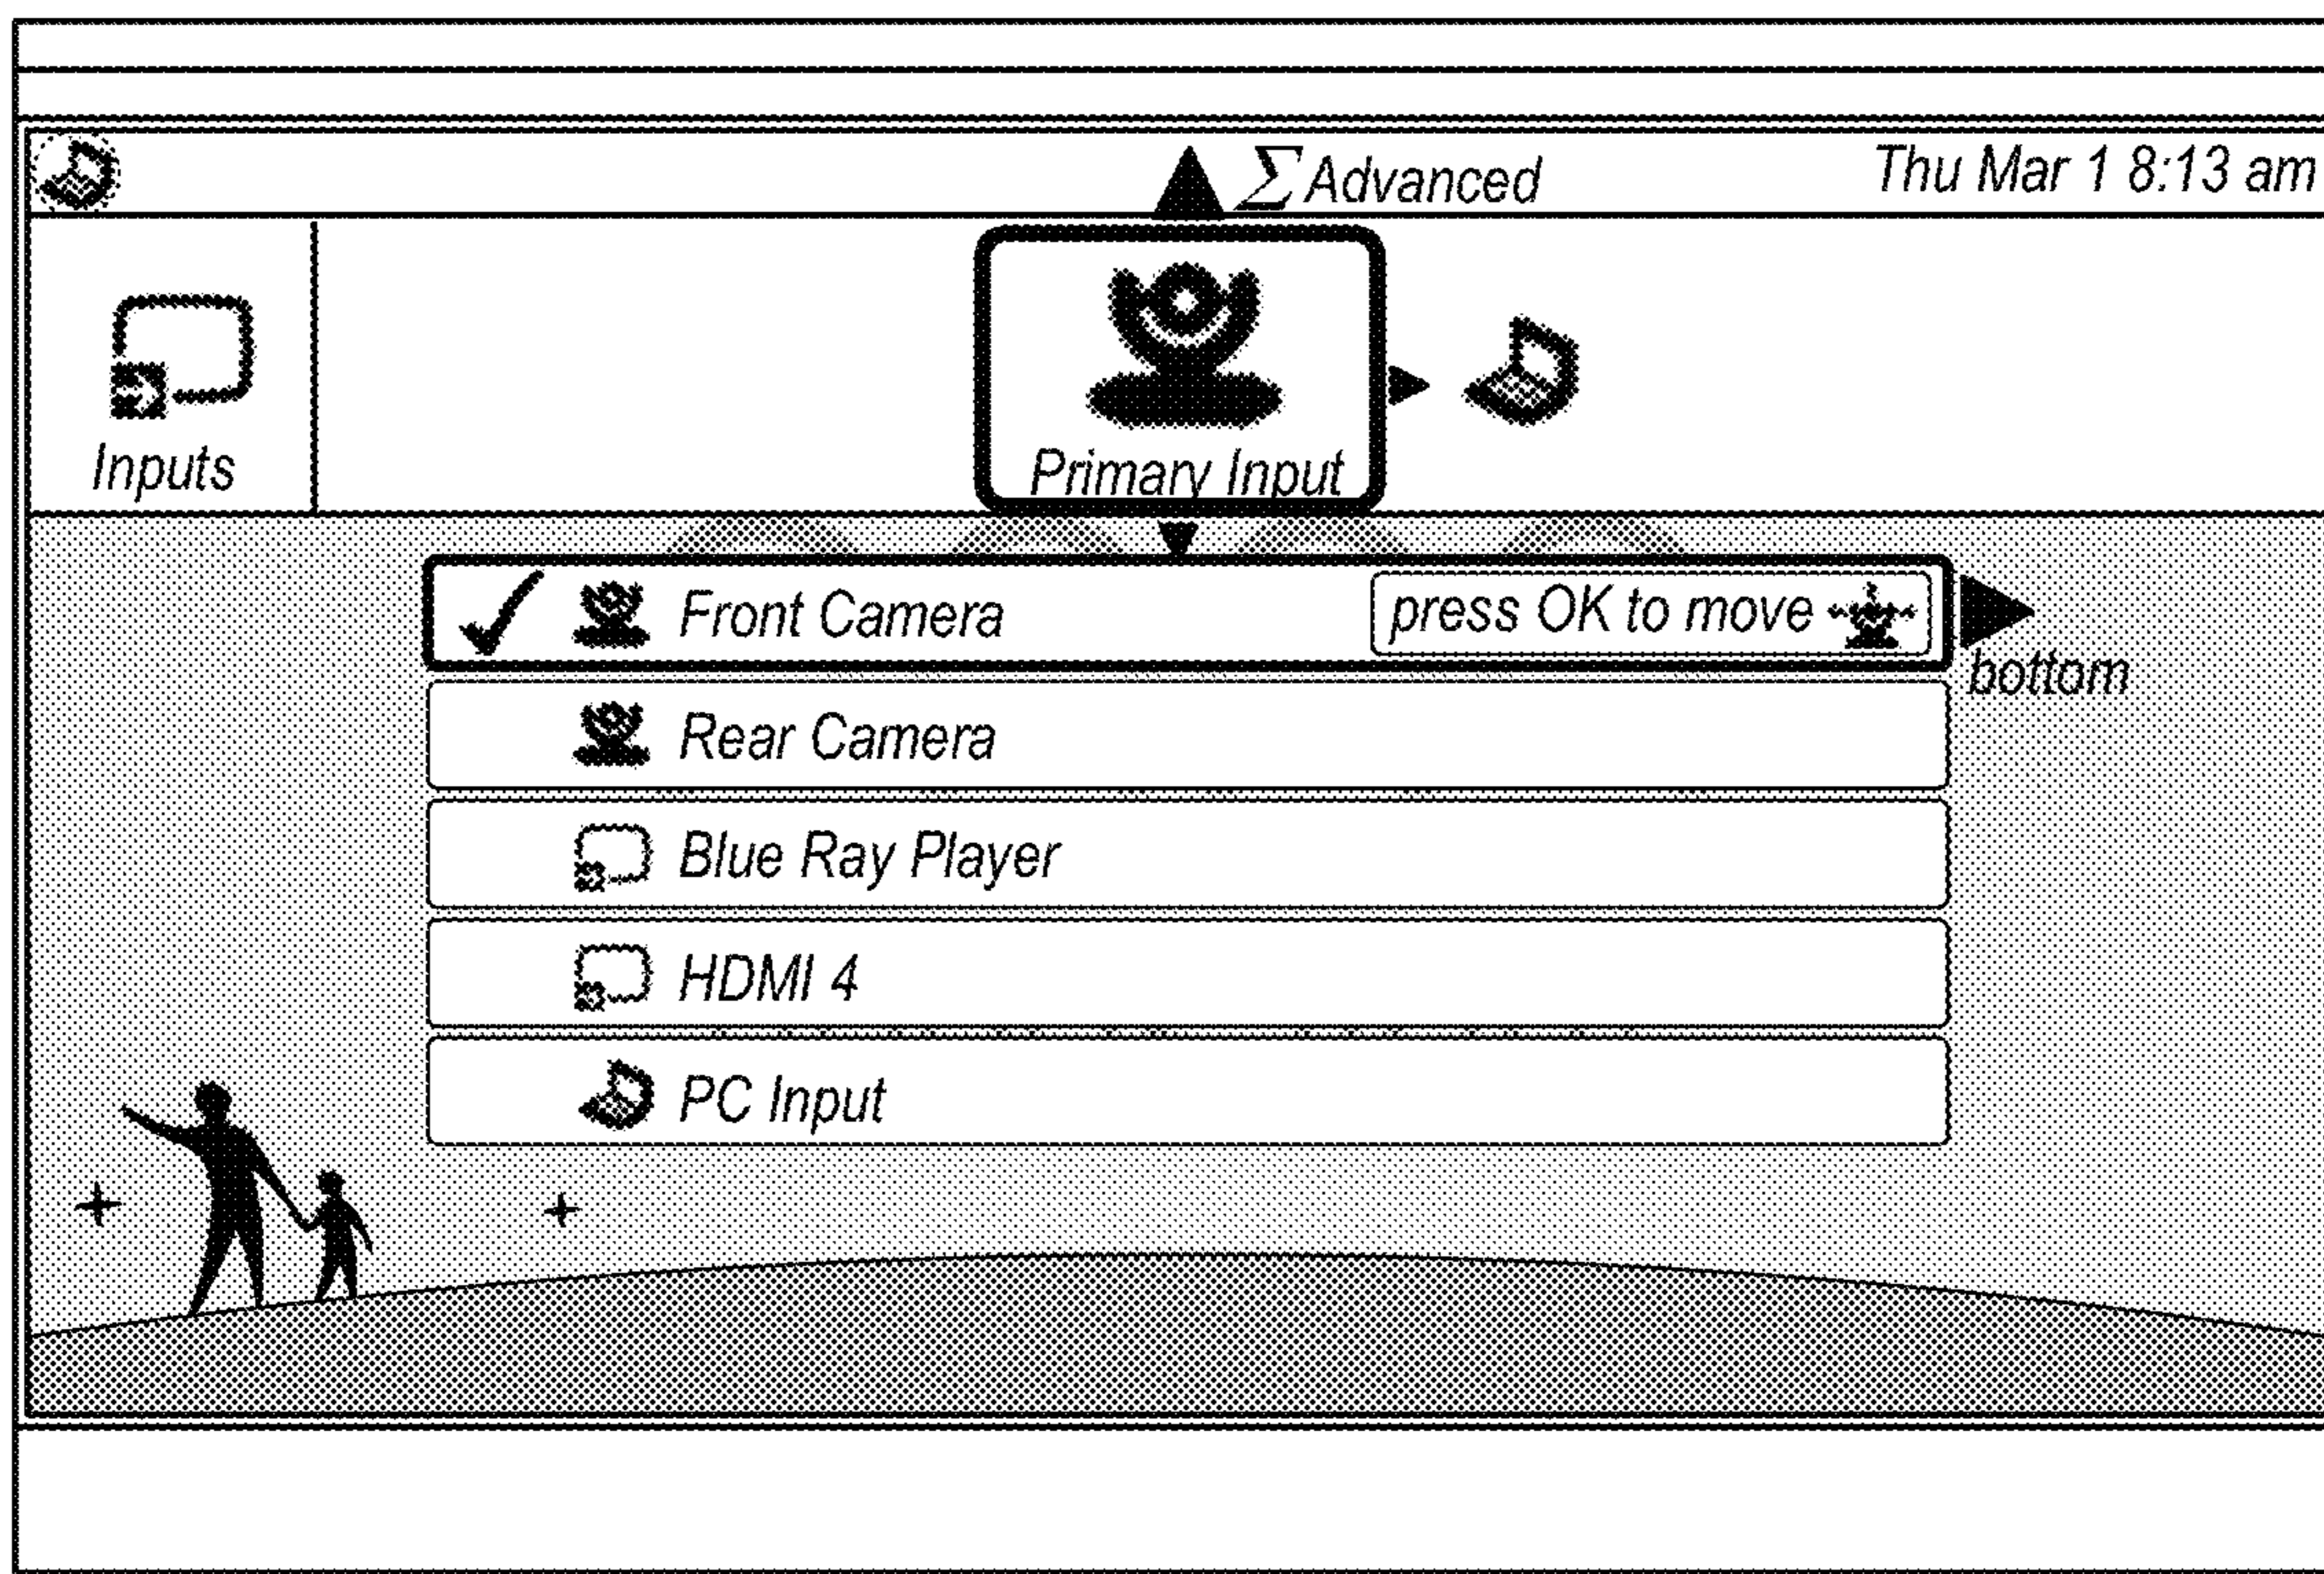 Σ Advanced
Thu Mar 1 8:13 am
Inputs
Primary Input
Front Camera
press OK to move
bottom
Rear Camera
Blue Ray Player
HDMI 4
PC Input